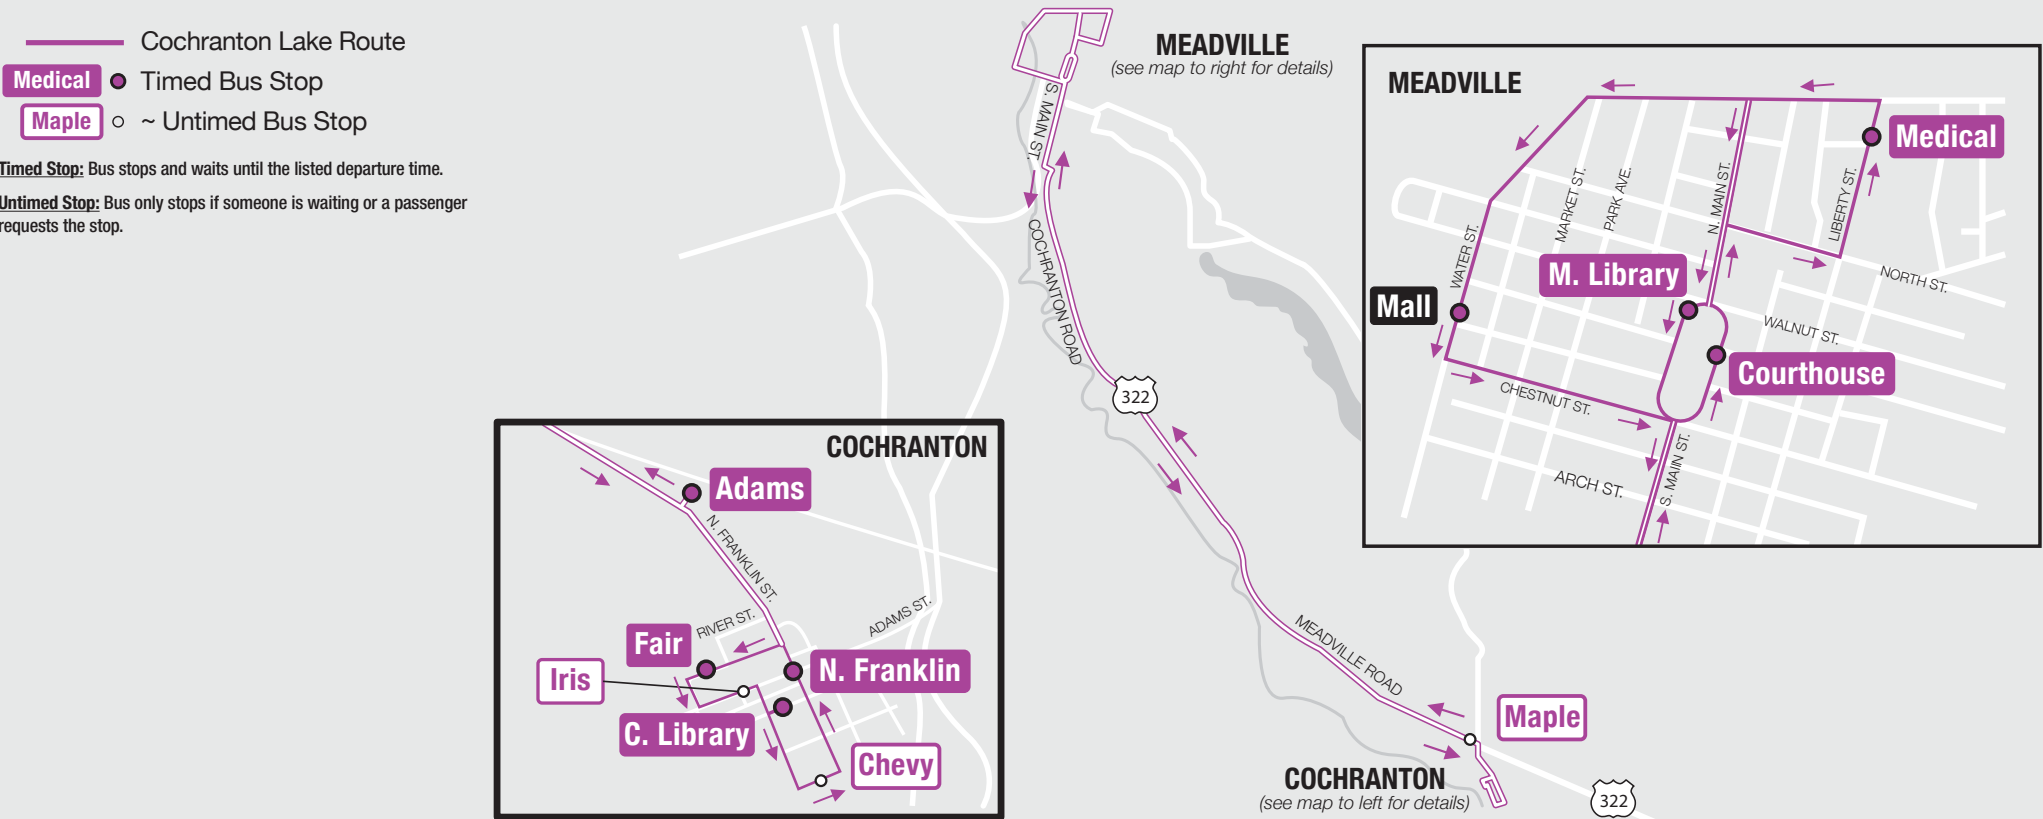 Cochranton Lake Route
Medical Timed Bus Stop
Maple ~ Untimed Bus Stop
Timed Stop: Bus stops and waits until the listed departure time.
Untimed Stop: Bus only stops if someone is waiting or a passenger
requests the stop.
MEADVILLE
(see map to right for details)
S. MAIN ST.
COCHRANTON ROAD
322
MEADVILLE ROAD
Maple
COCHRANTON
(see map to left for details)
322
COCHRANTON
Adams
N. FRANKLIN ST.
RIVER ST.
ADAMS ST.
Fair
Iris
N. Franklin
C. Library
Chevy
MEADVILLE
Medical
MARKET ST.
PARK AVE.
N. MAIN ST.
LIBERTY ST.
WATER ST.
M. Library
NORTH ST.
Mall
WALNUT ST.
Courthouse
CHESTNUT ST.
ARCH ST.
S. MAIN ST.